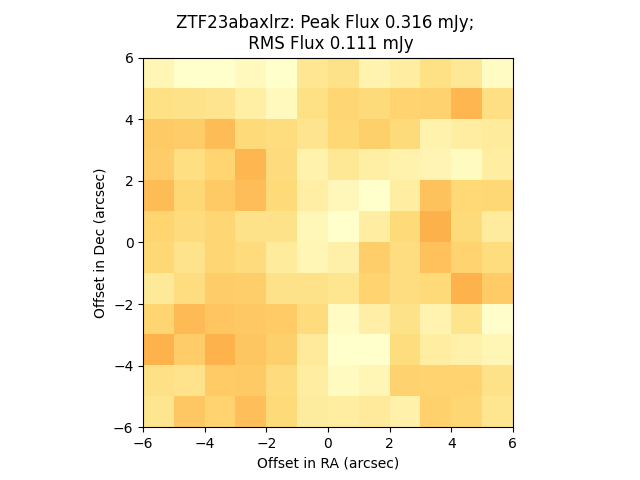 ZTF23abaxlrz: Peak Flux 0.316 mJy;
RMS Flux 0.111 mJy
6
4
2
0
−2
−4
−6
Offset in Dec (arcsec)
−6 −4 −2 0 2 4 6
Offset in RA (arcsec)